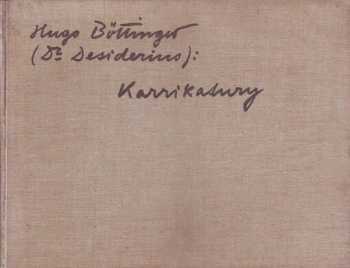 Hugo Böttinger
(Dr Desiderius):
Karrikatury